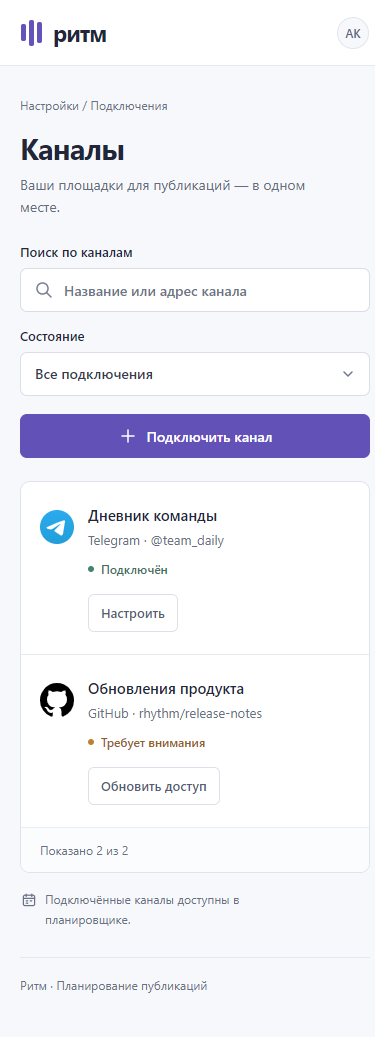 ритм
АК
Настройки / Подключения
Каналы
Ваши площадки для публикаций — в одном
месте.
Поиск по каналам
Название или адрес канала
Состояние
Все подключения
Подключить канал
Дневник команды
Telegram · @team_daily
Подключён
Настроить
Обновления продукта
GitHub · rhythm/release-notes
Требует внимания
Обновить доступ
Показано 2 из 2
Подключённые каналы доступны в
планировщике.
Ритм · Планирование публикаций